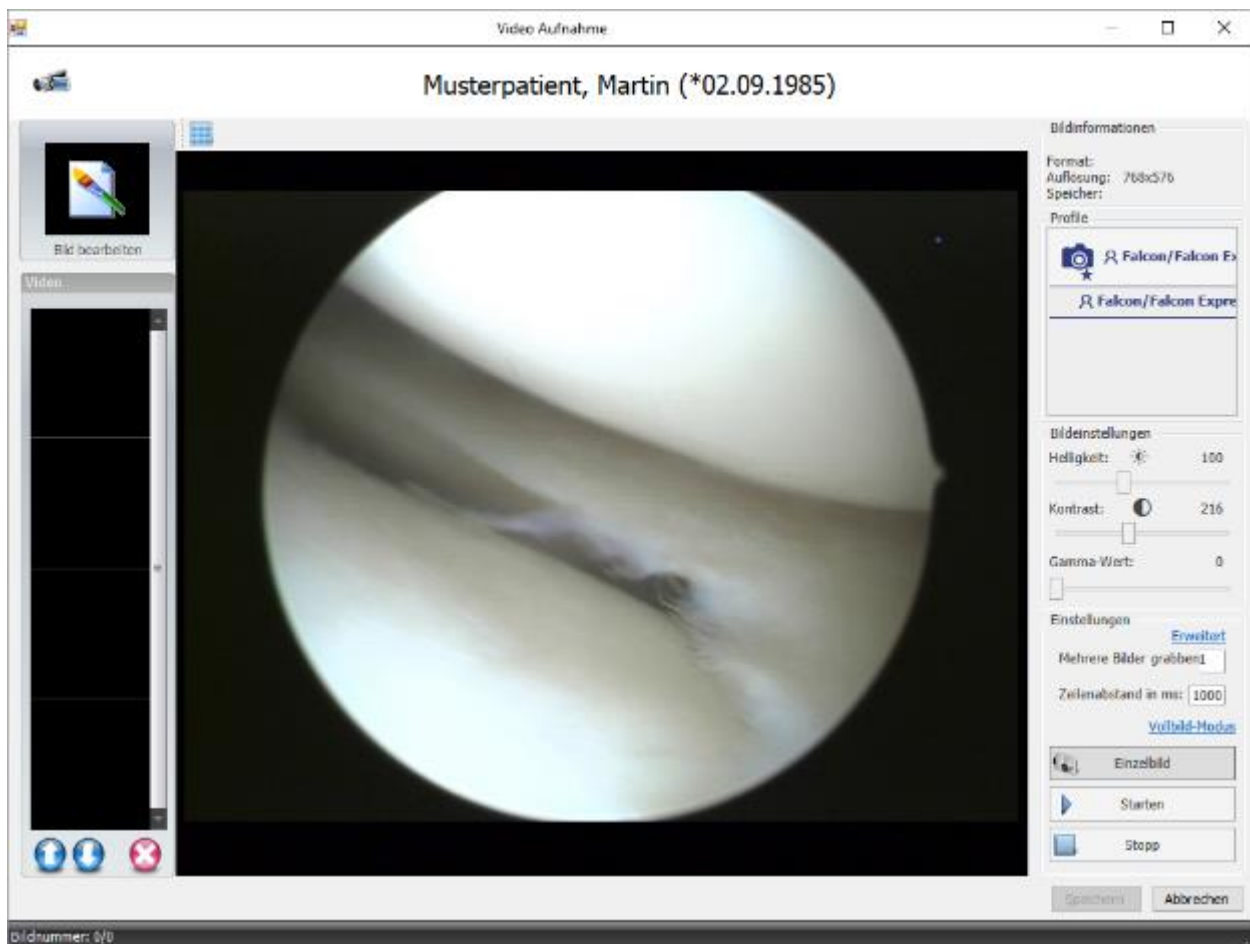 Video Aufnahme
Musterpatient, Martin (*02.09.1985)
Bild bearbeiten
Video
Bildinformationen
Format:
Auflösung: 768x576
Speicher:
Profile
Falcon/Falcon Ex
Falcon/Falcon Expre
Bildeinstellungen
Helligkeit: 100
Kontrast: 216
Gamma-Wert: 0
Einstellungen
Erweitert
Mehrere Bilder grabben1
Zeilenabstand in ms: 1000
Vollbild-Modus
Einzelbild
Starten
Stopp
Speichern Abbrechen
Bildnummer: 0/0